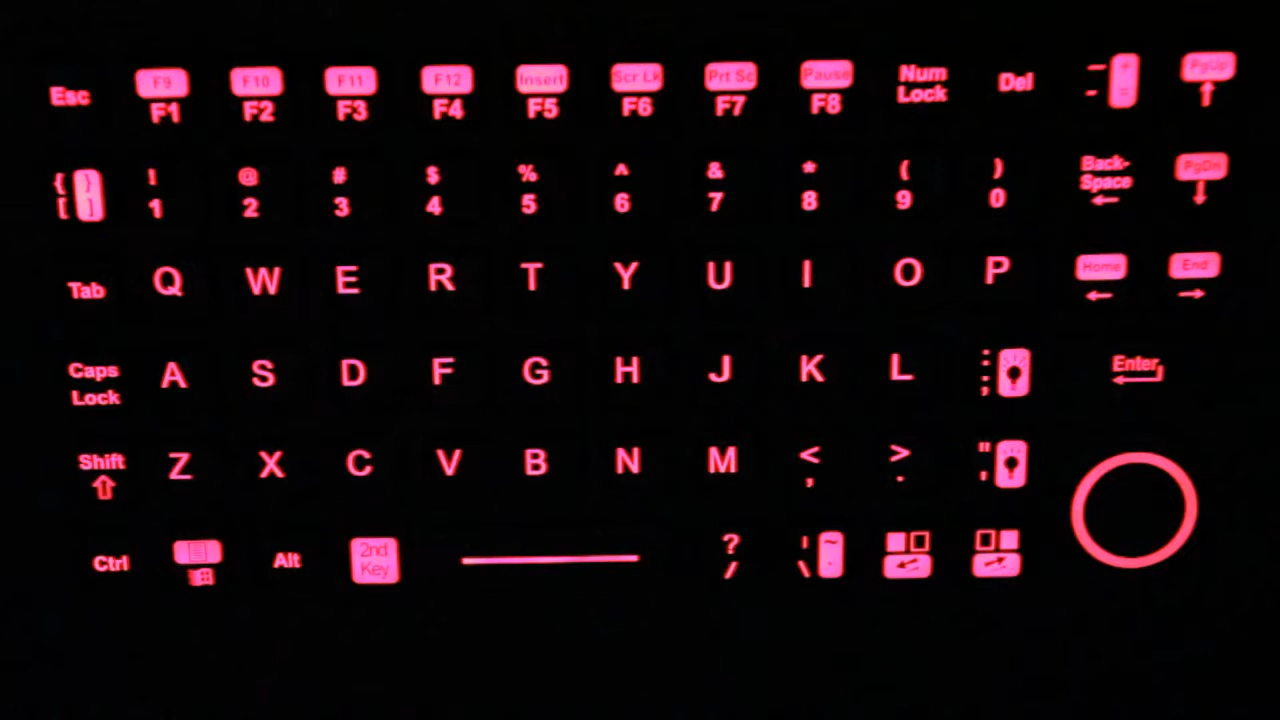 Esc F9 F10 F11 F12 Insert Scr Lk Prt Sc Pause Num Del — + PgUp
F1 F2 F3 F4 F5 F6 F7 F8 Lock - = ↑
{ } ! @ # $ % ^ & * ( ) Back- PgDn
[ ] 1 2 3 4 5 6 7 8 9 0 Space ↓
←
Tab Q W E R T Y U I O P Home End
← →
Caps A S D F G H J K L : Enter
Lock ;
Shift Z X C V B N M < > "
⇧ , . '
Ctrl Alt 2nd ? ¦ ~
Key / \